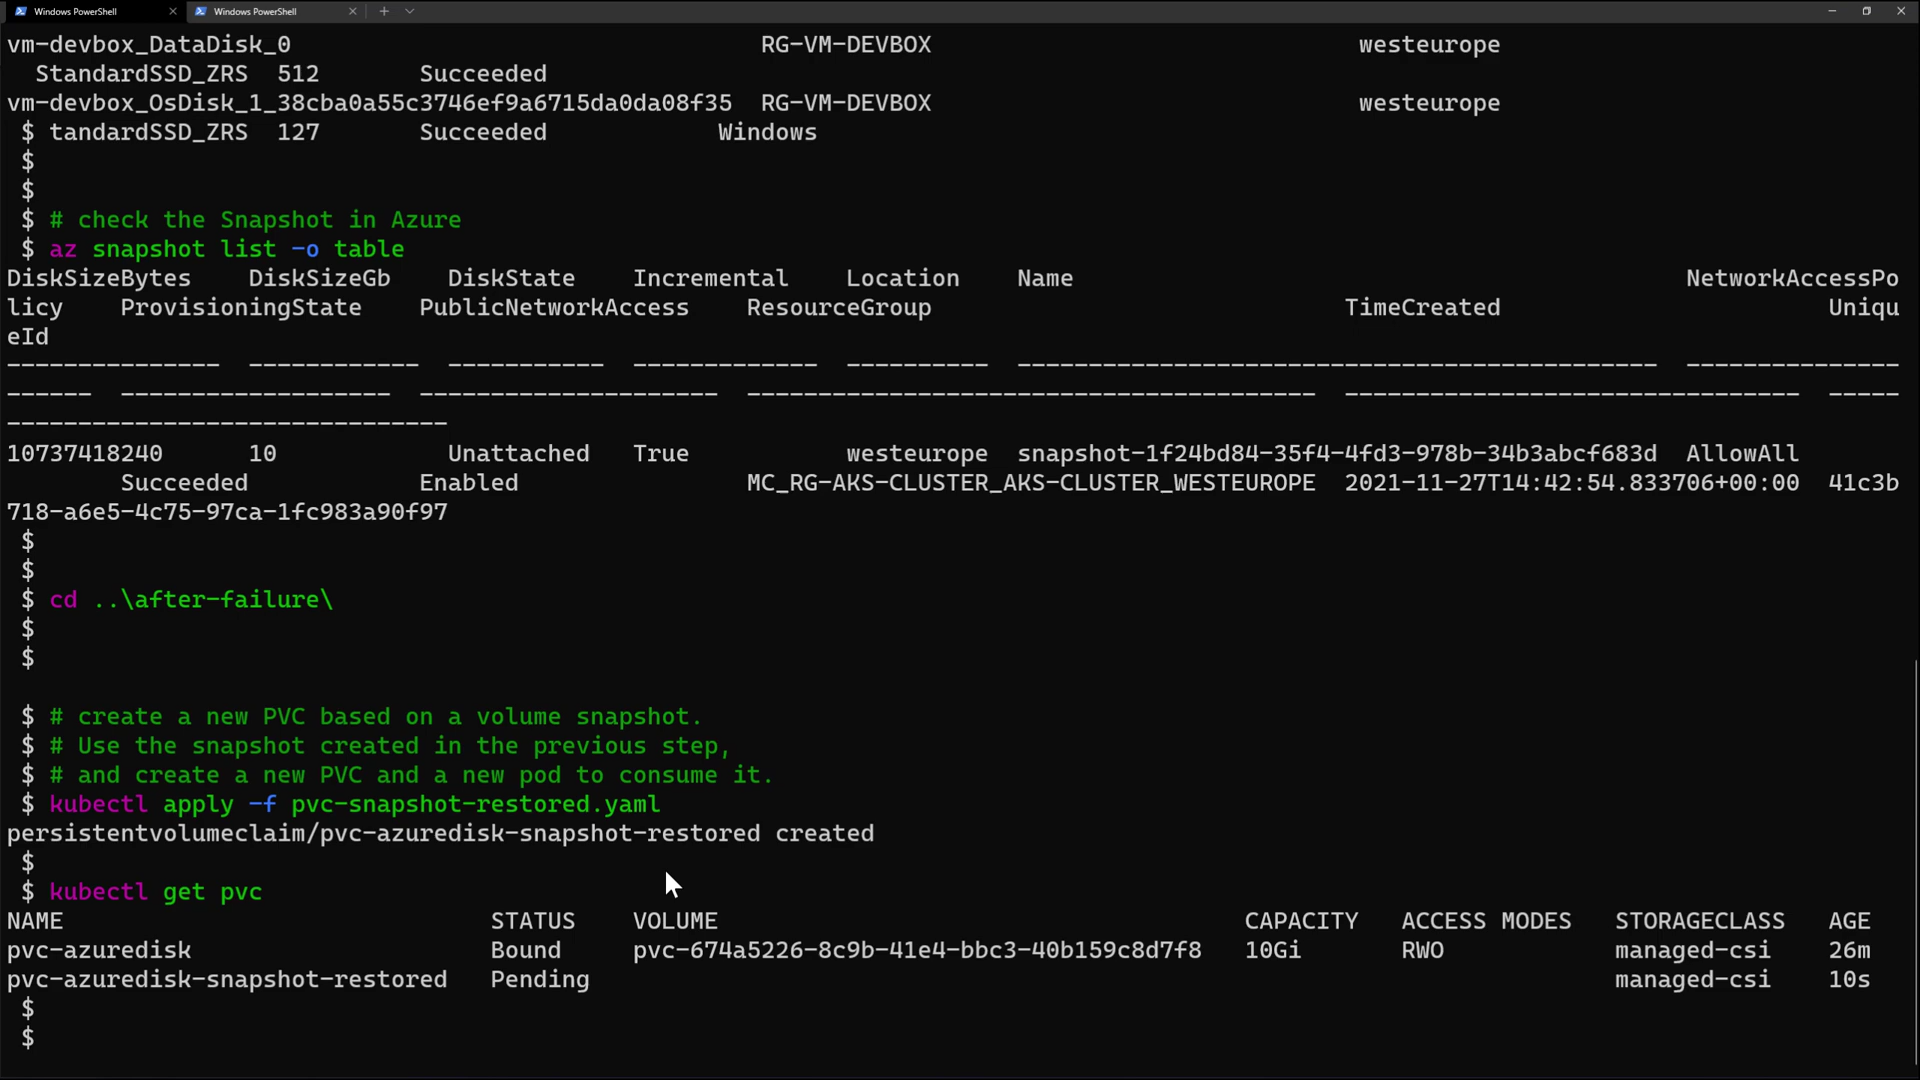 Windows PowerShell
Windows PowerShell
vm-devbox_DataDisk_0 RG-VM-DEVBOX westeurope
StandardSSD_ZRS 512 Succeeded
vm-devbox_OsDisk_1_38cba0a55c3746ef9a6715da0da08f35 RG-VM-DEVBOX westeurope
$ tandardSSD_ZRS 127 Succeeded Windows
$
$
$ # check the Snapshot in Azure
$ az snapshot list -o table
DiskSizeBytes DiskSizeGb DiskState Incremental Location Name NetworkAccessPo
licy ProvisioningState PublicNetworkAccess ResourceGroup TimeCreated Uniqu
eId
--------------- ------------ ----------- ------------- ---------- --------------------------------------------- ---------------
------ ------------------- --------------------- ---------------------------------------- -------------------------------- -----
-------------------------------
10737418240 10 Unattached True westeurope snapshot-1f24bd84-35f4-4fd3-978b-34b3abcf683d AllowAll
Succeeded Enabled MC_RG-AKS-CLUSTER_AKS-CLUSTER_WESTEUROPE 2021-11-27T14:42:54.833706+00:00 41c3b
718-a6e5-4c75-97ca-1fc983a90f97
$
$
$ cd ..\after-failure\
$
$
$ # create a new PVC based on a volume snapshot.
$ # Use the snapshot created in the previous step,
$ # and create a new PVC and a new pod to consume it.
$ kubectl apply -f pvc-snapshot-restored.yaml
persistentvolumeclaim/pvc-azuredisk-snapshot-restored created
$
$ kubectl get pvc
NAME STATUS VOLUME CAPACITY ACCESS MODES STORAGECLASS AGE
pvc-azuredisk Bound pvc-674a5226-8c9b-41e4-bbc3-40b159c8d7f8 10Gi RWO managed-csi 26m
pvc-azuredisk-snapshot-restored Pending managed-csi 10s
$
$